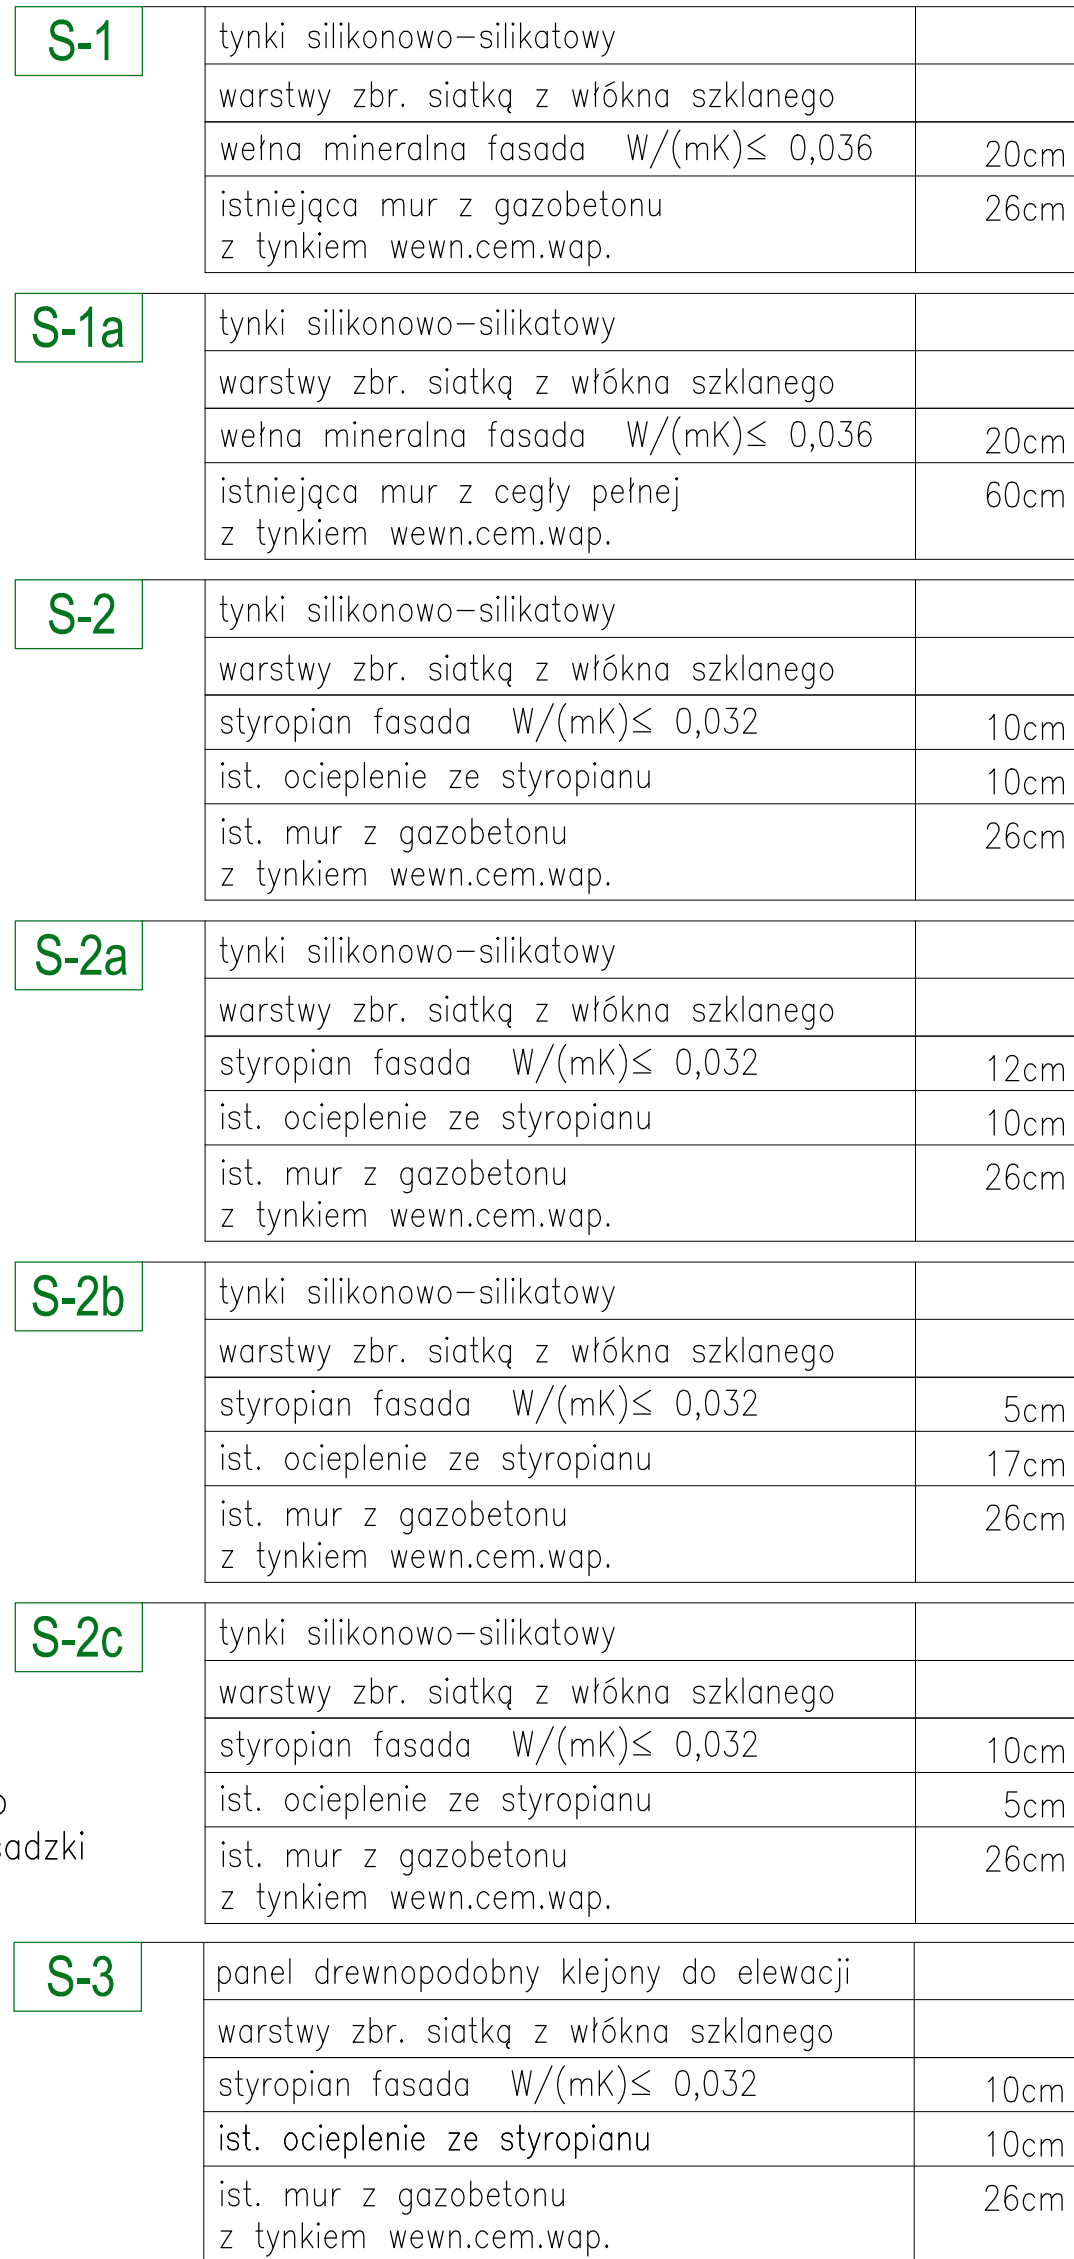 S-1
tynki silikonowo-silikatowy
warstwy zbr. siatką z włókna szklanego
wełna mineralna fasada W/(mK)≤ 0,036 20cm
istniejąca mur z gazobetonu 26cm
z tynkiem wewn.cem.wap.
S-1a
tynki silikonowo-silikatowy
warstwy zbr. siatką z włókna szklanego
wełna mineralna fasada W/(mK)≤ 0,036 20cm
istniejąca mur z cegły pełnej 60cm
z tynkiem wewn.cem.wap.
S-2
tynki silikonowo-silikatowy
warstwy zbr. siatką z włókna szklanego
styropian fasada W/(mK)≤ 0,032 10cm
ist. ocieplenie ze styropianu 10cm
ist. mur z gazobetonu 26cm
z tynkiem wewn.cem.wap.
S-2a
tynki silikonowo-silikatowy
warstwy zbr. siatką z włókna szklanego
styropian fasada W/(mK)≤ 0,032 12cm
ist. ocieplenie ze styropianu 10cm
ist. mur z gazobetonu 26cm
z tynkiem wewn.cem.wap.
S-2b
tynki silikonowo-silikatowy
warstwy zbr. siatką z włókna szklanego
styropian fasada W/(mK)≤ 0,032 5cm
ist. ocieplenie ze styropianu 17cm
ist. mur z gazobetonu 26cm
z tynkiem wewn.cem.wap.
S-2c
tynki silikonowo-silikatowy
warstwy zbr. siatką z włókna szklanego
styropian fasada W/(mK)≤ 0,032 10cm
ist. ocieplenie ze styropianu 5cm
ist. mur z gazobetonu 26cm
z tynkiem wewn.cem.wap.
S-3
panel drewnopodobny klejony do elewacji
warstwy zbr. siatką z włókna szklanego
styropian fasada W/(mK)≤ 0,032 10cm
ist. ocieplenie ze styropianu 10cm
ist. mur z gazobetonu 26cm
z tynkiem wewn.cem.wap.